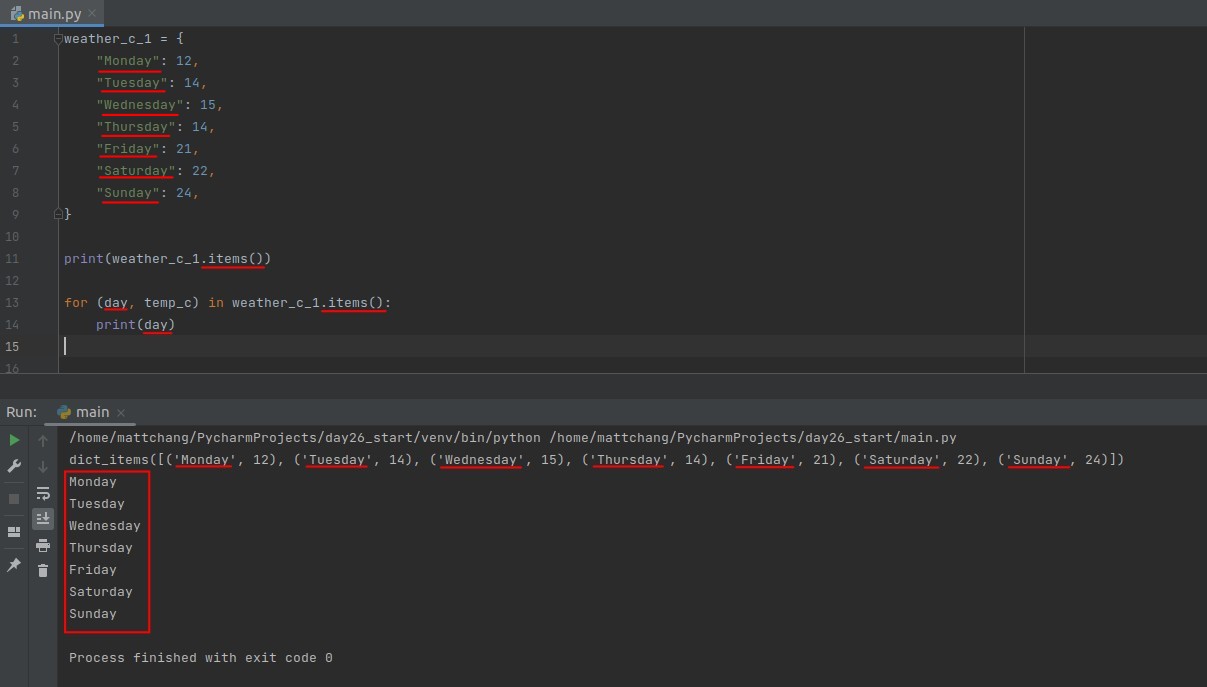 main.py
1 weather_c_1 = {
2 "Monday": 12,
3 "Tuesday": 14,
4 "Wednesday": 15,
5 "Thursday": 14,
6 "Friday": 21,
7 "Saturday": 22,
8 "Sunday": 24,
9 }
10
11 print(weather_c_1.items())
12
13 for (day, temp_c) in weather_c_1.items():
14 print(day)
15
16
Run: main
/home/mattchang/PycharmProjects/day26_start/venv/bin/python /home/mattchang/PycharmProjects/day26_start/main.py
dict_items([('Monday', 12), ('Tuesday', 14), ('Wednesday', 15), ('Thursday', 14), ('Friday', 21), ('Saturday', 22), ('Sunday', 24)])
Monday
Tuesday
Wednesday
Thursday
Friday
Saturday
Sunday
Process finished with exit code 0